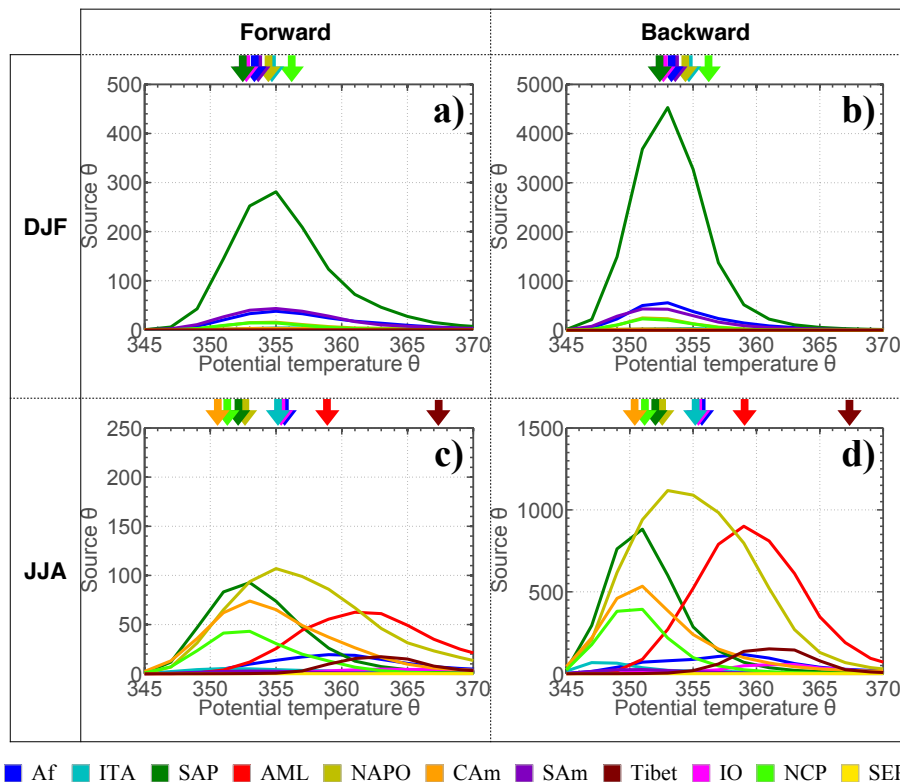 Forward
Backward
DJF
a)
Source θ
500
400
300
200
100
0
345 350 355 360 365 370
Potential temperature θ
b)
Source θ
5000
4000
3000
2000
1000
0
345 350 355 360 365 370
Potential temperature θ
JJA
c)
Source θ
250
200
150
100
50
0
345 350 355 360 365 370
Potential temperature θ
d)
Source θ
1500
1000
500
0
345 350 355 360 365 370
Potential temperature θ
Af ITA SAP AML NAPO CAm SAm Tibet IO NCP